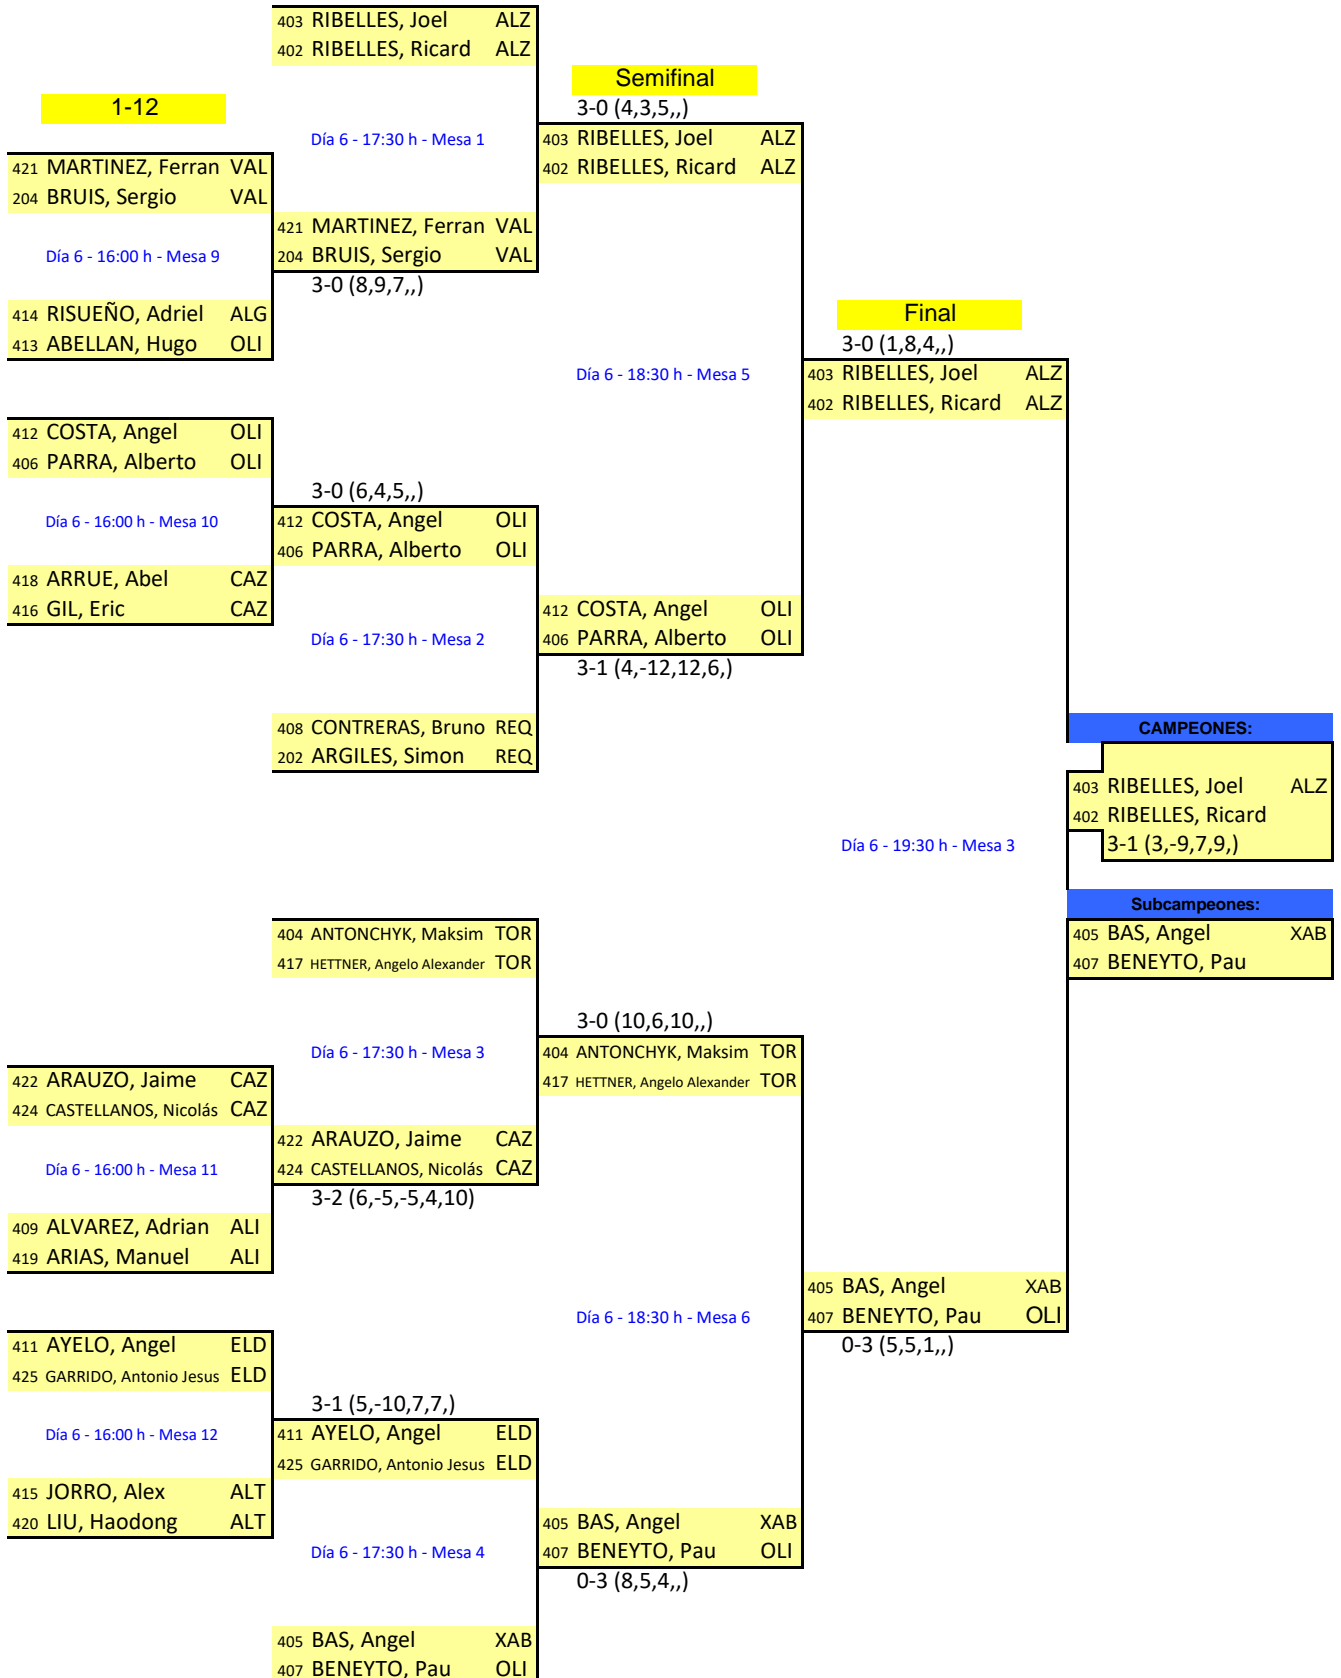 403 RIBELLES, Joel ALZ
402 RIBELLES, Ricard ALZ
Semifinal
1-12
3-0 (4,3,5,,)
Día 6 - 17:30 h - Mesa 1
403 RIBELLES, Joel ALZ
402 RIBELLES, Ricard ALZ
421 MARTINEZ, Ferran VAL
204 BRUIS, Sergio VAL
421 MARTINEZ, Ferran VAL
204 BRUIS, Sergio VAL
Día 6 - 16:00 h - Mesa 9
3-0 (8,9,7,,)
414 RISUEÑO, Adriel ALG
413 ABELLAN, Hugo OLI
Final
3-0 (1,8,4,,)
Día 6 - 18:30 h - Mesa 5
403 RIBELLES, Joel ALZ
402 RIBELLES, Ricard ALZ
412 COSTA, Angel OLI
406 PARRA, Alberto OLI
3-0 (6,4,5,,)
Día 6 - 16:00 h - Mesa 10
412 COSTA, Angel OLI
406 PARRA, Alberto OLI
418 ARRUE, Abel CAZ
416 GIL, Eric CAZ
412 COSTA, Angel OLI
406 PARRA, Alberto OLI
Día 6 - 17:30 h - Mesa 2
3-1 (4,-12,12,6,)
408 CONTRERAS, Bruno REQ
202 ARGILES, Simon REQ
CAMPEONES:
403 RIBELLES, Joel ALZ
402 RIBELLES, Ricard
3-1 (3,-9,7,9,)
Día 6 - 19:30 h - Mesa 3
Subcampeones:
405 BAS, Angel XAB
407 BENEYTO, Pau
404 ANTONCHYK, Maksim TOR
417 HETTNER, Angelo Alexander TOR
3-0 (10,6,10,,)
Día 6 - 17:30 h - Mesa 3
404 ANTONCHYK, Maksim TOR
417 HETTNER, Angelo Alexander TOR
422 ARAUZO, Jaime CAZ
424 CASTELLANOS, Nicolás CAZ
422 ARAUZO, Jaime CAZ
424 CASTELLANOS, Nicolás CAZ
Día 6 - 16:00 h - Mesa 11
3-2 (6,-5,-5,4,10)
409 ALVAREZ, Adrian ALI
419 ARIAS, Manuel ALI
405 BAS, Angel XAB
407 BENEYTO, Pau OLI
Día 6 - 18:30 h - Mesa 6
0-3 (5,5,1,,)
411 AYELO, Angel ELD
425 GARRIDO, Antonio Jesus ELD
3-1 (5,-10,7,7,)
Día 6 - 16:00 h - Mesa 12
411 AYELO, Angel ELD
425 GARRIDO, Antonio Jesus ELD
415 JORRO, Alex ALT
420 LIU, Haodong ALT
405 BAS, Angel XAB
407 BENEYTO, Pau OLI
Día 6 - 17:30 h - Mesa 4
0-3 (8,5,4,,)
405 BAS, Angel XAB
407 BENEYTO, Pau OLI